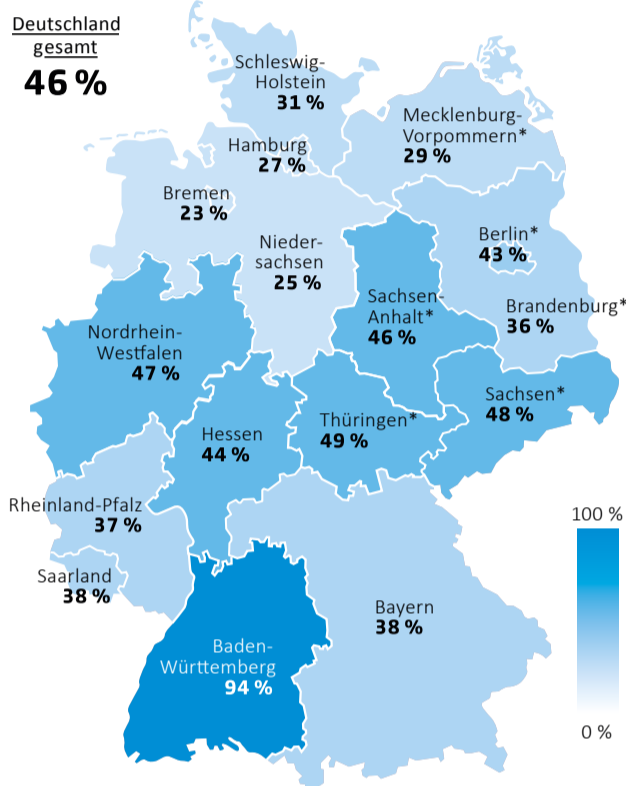 Deutschland
gesamt
46 %
Schleswig-
Holstein
31 %
Mecklenburg-
Vorpommern*
29 %
Hamburg
27 %
Bremen
23 %
Nieder-
sachsen
25 %
Berlin*
43 %
Sachsen-
Anhalt*
46 %
Brandenburg*
36 %
Nordrhein-
Westfalen
47 %
Sachsen*
48 %
Thüringen*
49 %
Hessen
44 %
Rheinland-Pfalz
37 %
Saarland
38 %
Bayern
38 %
Baden-
Württemberg
94 %
100 %
0 %